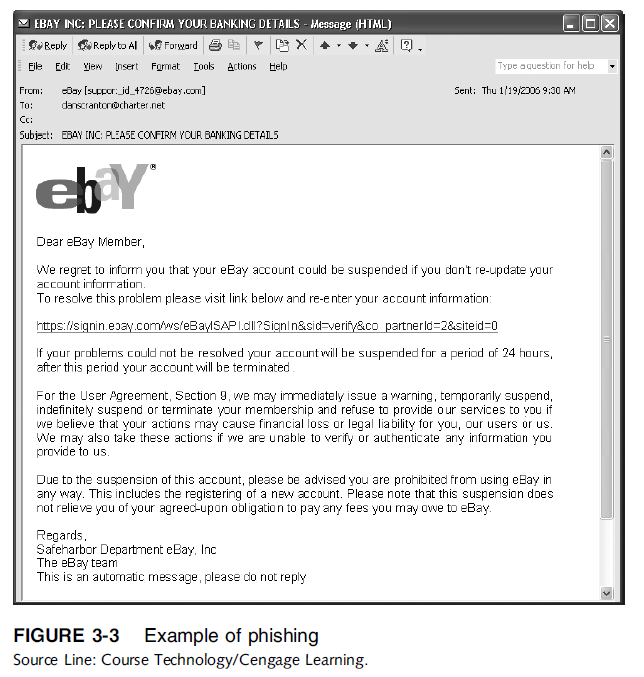 EBAY INC: PLEASE CONFIRM YOUR BANKING DETAILS - Message (HTML)
Reply Reply to All Forward
File Edit View Insert Format Tools Actions Help Type a question for help
From: eBay [support_id_4726@ebay.com] Sent: Thu 1/19/2006 9:30 AM
To: danscranton@charter.net
Cc:
Subject: EBAY INC: PLEASE CONFIRM YOUR BANKING DETAILS
ebaY®
Dear eBay Member,
We regret to inform you that your eBay account could be suspended if you don't re-update your
account information.
To resolve this problem please visit link below and re-enter your account information:
https://signin.ebay.com/ws/eBayISAPI.dll?SignIn&sid=verify&co_partnerId=2&siteid=0
If your problems could not be resolved your account will be suspended for a period of 24 hours,
after this period your account will be terminated.
For the User Agreement, Section 9, we may immediately issue a warning, temporarily suspend,
indefinitely suspend or terminate your membership and refuse to provide our services to you if
we believe that your actions may cause financial loss or legal liability for you, our users or us.
We may also take these actions if we are unable to verify or authenticate any information you
provide to us.
Due to the suspension of this account, please be advised you are prohibited from using eBay in
any way. This includes the registering of a new account. Please note that this suspension does
not relieve you of your agreed-upon obligation to pay any fees you may owe to eBay.
Regards,
Safeharbor Department eBay, Inc
The eBay team
This is an automatic message, please do not reply
FIGURE 3-3 Example of phishing
Source Line: Course Technology/Cengage Learning.